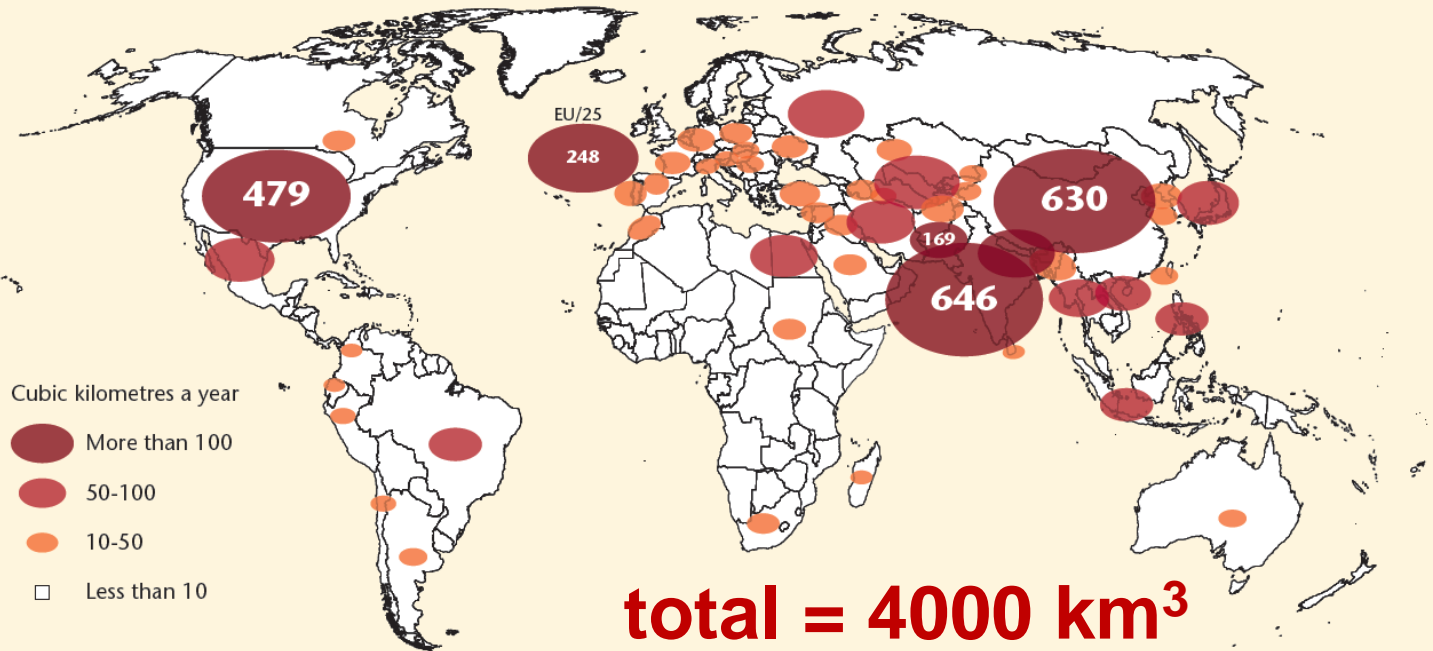 EU/25
248
479
630
169
646
Cubic kilometres a year
More than 100
50-100
10-50
Less than 10
total = 4000 km³